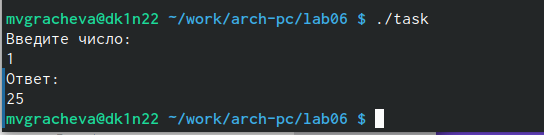 mvgracheva@dk1n22 ~/work/arch-pc/lab06 $ ./task
Введите число:
1
Ответ:
25
mvgracheva@dk1n22 ~/work/arch-pc/lab06 $